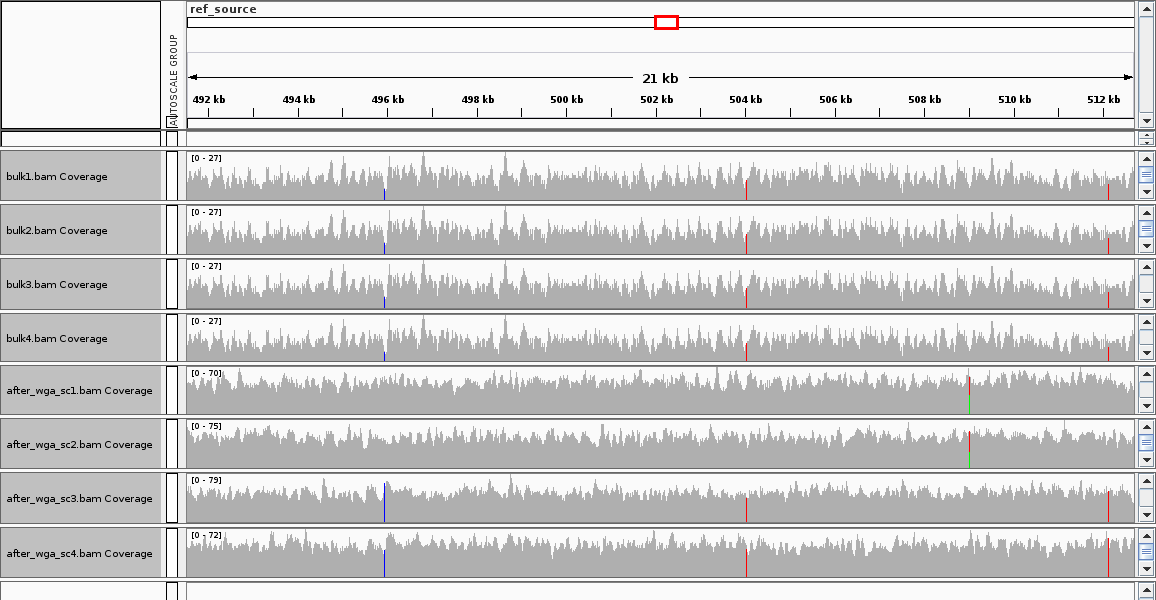 ref_source
AUTOSCALE GROUP
21 kb
492 kb 494 kb 496 kb 498 kb 500 kb 502 kb 504 kb 506 kb 508 kb 510 kb 512 kb
bulk1.bam Coverage [0 - 27]
bulk2.bam Coverage [0 - 27]
bulk3.bam Coverage [0 - 27]
bulk4.bam Coverage [0 - 27]
after_wga_sc1.bam Coverage [0 - 70]
after_wga_sc2.bam Coverage [0 - 75]
after_wga_sc3.bam Coverage [0 - 79]
after_wga_sc4.bam Coverage [0 - 72]